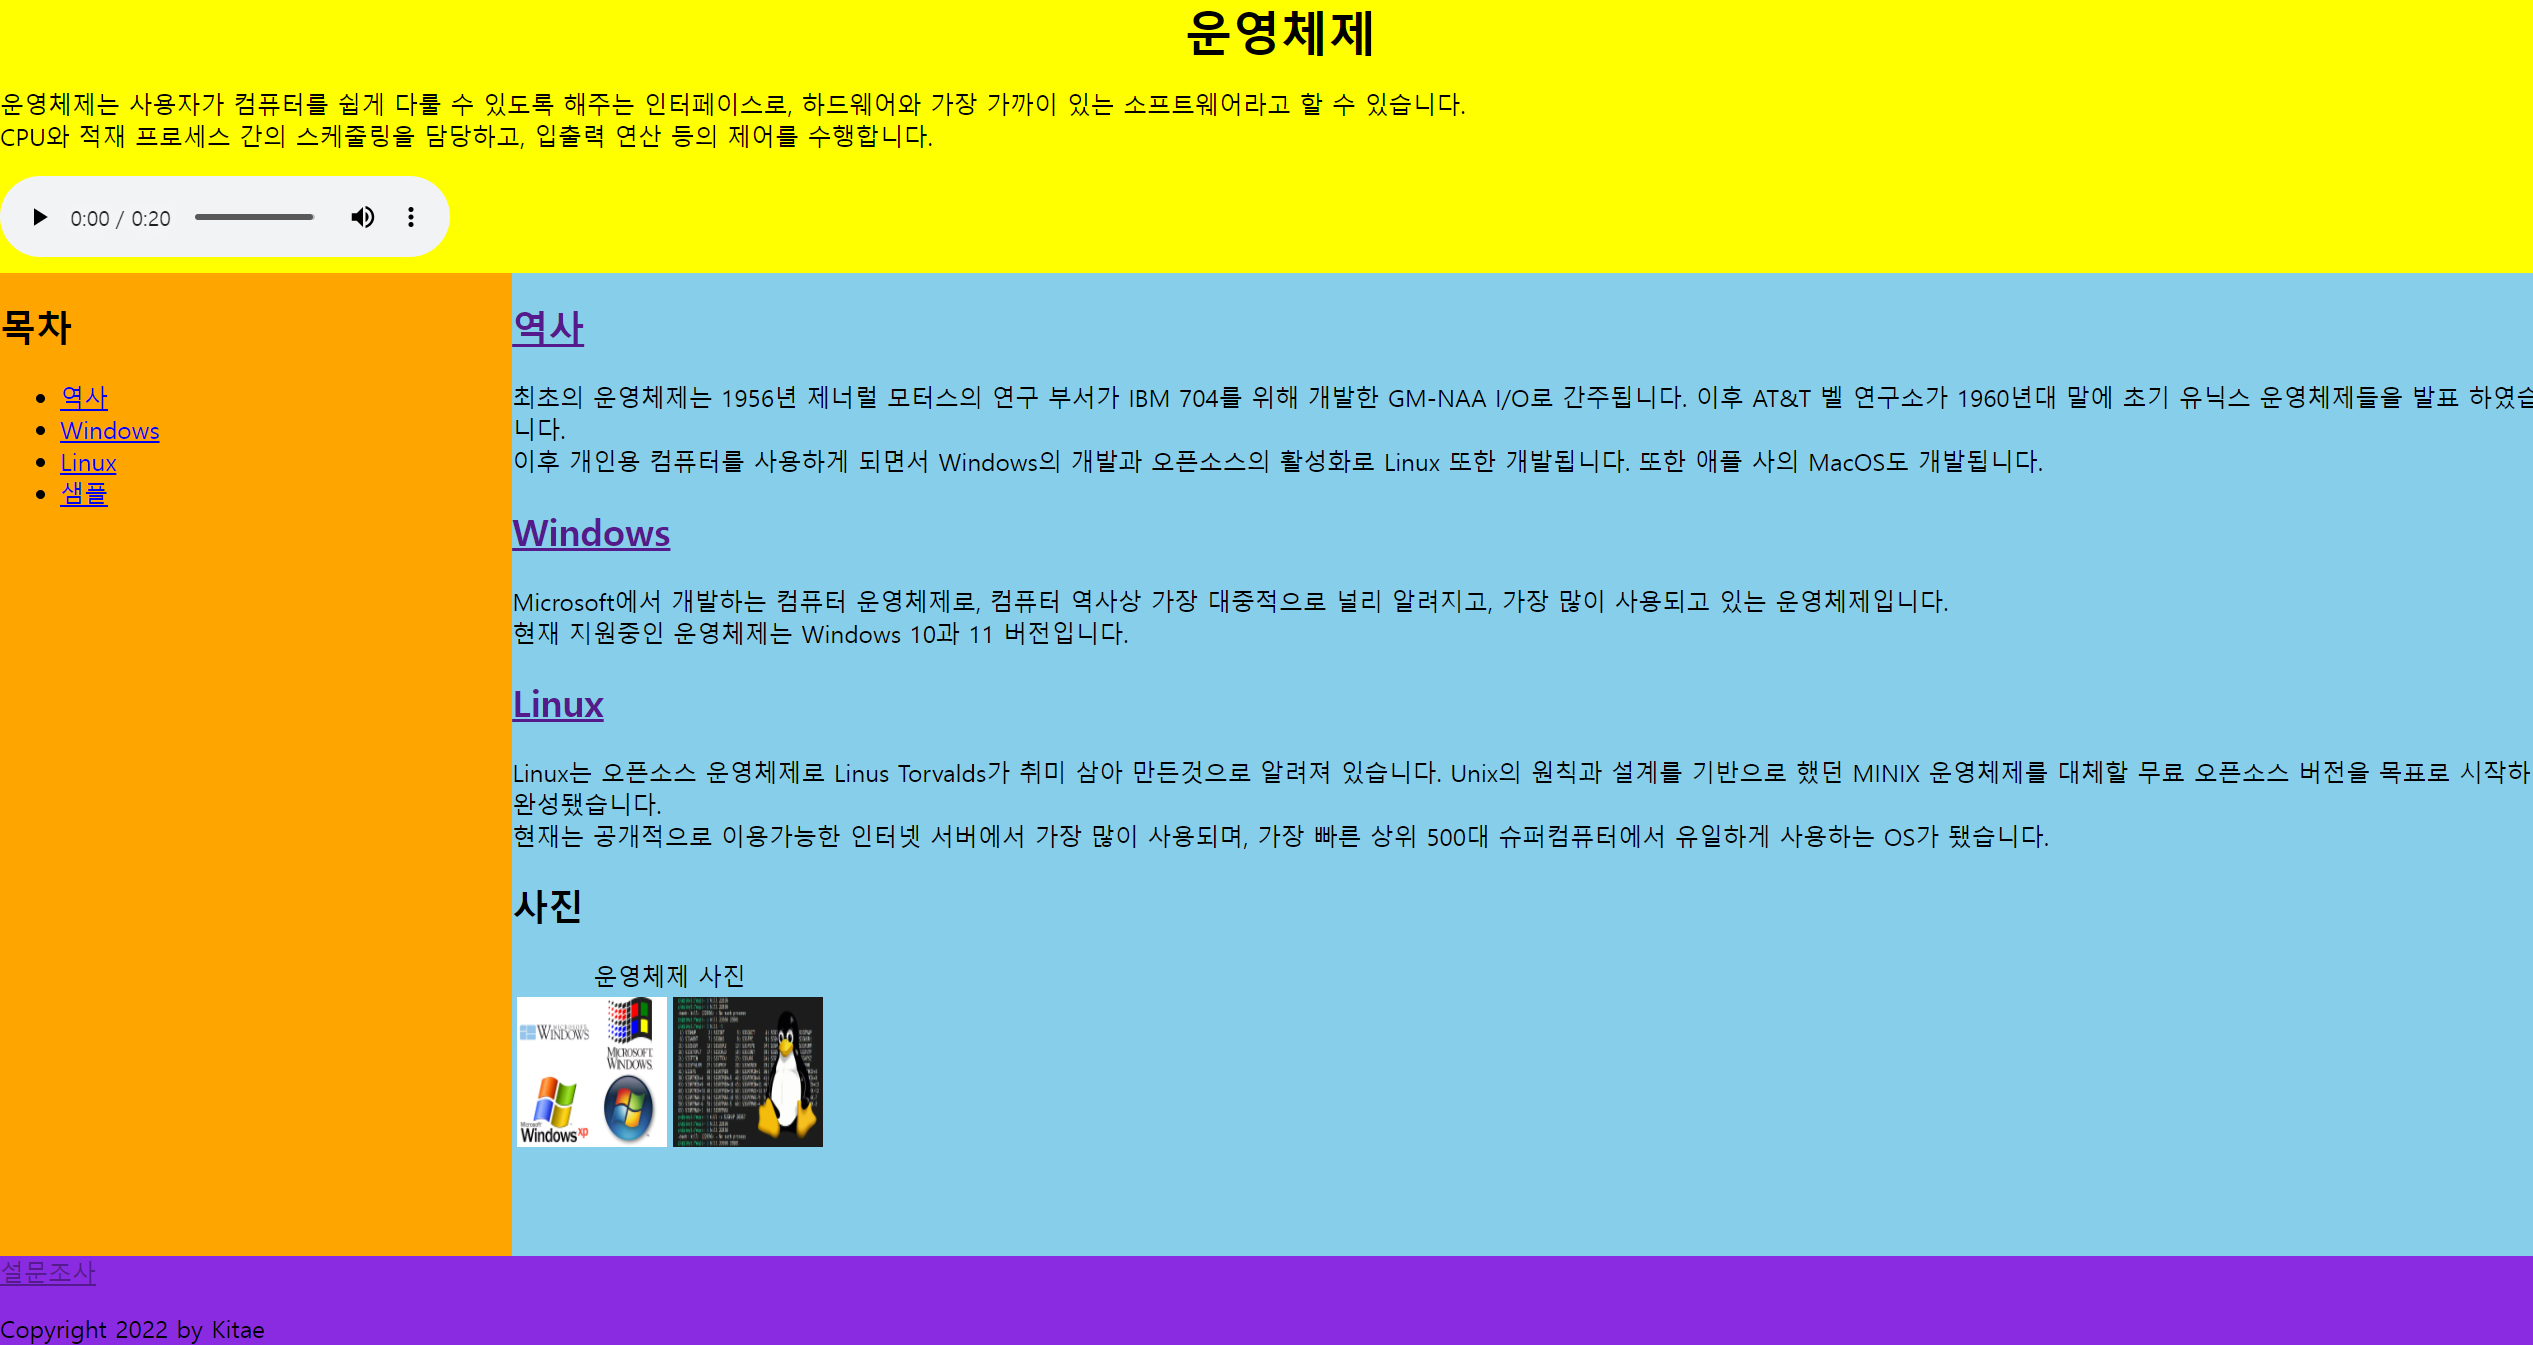 운영체제
운영체제는 사용자가 컴퓨터를 쉽게 다룰 수 있도록 해주는 인터페이스로, 하드웨어와 가장 가까이 있는 소프트웨어라고 할 수 있습니다.
CPU와 적재 프로세스 간의 스케줄링을 담당하고, 입출력 연산 등의 제어를 수행합니다.
0:00 / 0:20
목차
역사
Windows
Linux
샘플
역사
최초의 운영체제는 1956년 제너럴 모터스의 연구 부서가 IBM 704를 위해 개발한 GM-NAA I/O로 간주됩니다. 이후 AT&T 벨 연구소가 1960년대 말에 초기 유닉스 운영체제들을 발표 하였습
니다.
이후 개인용 컴퓨터를 사용하게 되면서 Windows의 개발과 오픈소스의 활성화로 Linux 또한 개발됩니다. 또한 애플 사의 MacOS도 개발됩니다.
Windows
Microsoft에서 개발하는 컴퓨터 운영체제로, 컴퓨터 역사상 가장 대중적으로 널리 알려지고, 가장 많이 사용되고 있는 운영체제입니다.
현재 지원중인 운영체제는 Windows 10과 11 버전입니다.
Linux
Linux는 오픈소스 운영체제로 Linus Torvalds가 취미 삼아 만든것으로 알려져 있습니다. Unix의 원칙과 설계를 기반으로 했던 MINIX 운영체제를 대체할 무료 오픈소스 버전을 목표로 시작하
완성됐습니다.
현재는 공개적으로 이용가능한 인터넷 서버에서 가장 많이 사용되며, 가장 빠른 상위 500대 슈퍼컴퓨터에서 유일하게 사용하는 OS가 됐습니다.
사진
운영체제 사진
MICROSOFT
WINDOWS
MICROSOFT
WINDOWS
Microsoft
Windows xp
설문조사
Copyright 2022 by Kitae